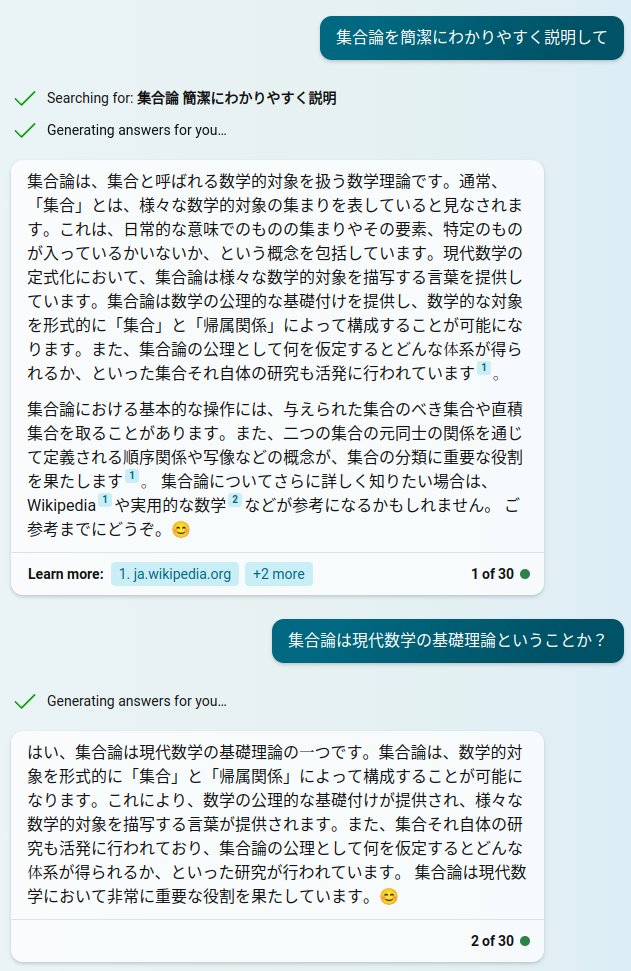 集合論を簡潔にわかりやすく説明して
Searching for: 集合論 簡潔にわかりやすく説明
Generating answers for you…
集合論は、集合と呼ばれる数学的対象を扱う数学理論です。通常、
「集合」とは、様々な数学的対象の集まりを表していると見なされま
す。これは、日常的な意味でのものの集まりやその要素、特定のもの
が入っているかいないか、という概念を包括しています。現代数学の
定式化において、集合論は様々な数学的対象を描写する言葉を提供し
ています。集合論は数学の公理的な基礎付けを提供し、数学的な対象
を形式的に「集合」と「帰属関係」によって構成することが可能にな
ります。また、集合論の公理として何を仮定するとどんな体系が得ら
れるか、といった集合それ自体の研究も活発に行われています 1 。
集合論における基本的な操作には、与えられた集合のべき集合や直積
集合を取ることがあります。また、二つの集合の元同士の関係を通じ
て定義される順序関係や写像などの概念が、集合の分類に重要な役割
を果たします 1 。 集合論についてさらに詳しく知りたい場合は、
Wikipedia 1 や実用的な数学 2 などが参考になるかもしれません。 ご
参考までにどうぞ。😊
Learn more: 1. ja.wikipedia.org +2 more 1 of 30
集合論は現代数学の基礎理論ということか？
Generating answers for you…
はい、集合論は現代数学の基礎理論の一つです。集合論は、数学的対
象を形式的に「集合」と「帰属関係」によって構成することが可能に
なります。これにより、数学の公理的な基礎付けが提供され、様々な
数学的対象を描写する言葉が提供されます。また、集合それ自体の研
究も活発に行われており、集合論の公理として何を仮定するとどんな
体系が得られるか、といった研究が行われています。 集合論は現代数
学において非常に重要な役割を果たしています。😊
2 of 30